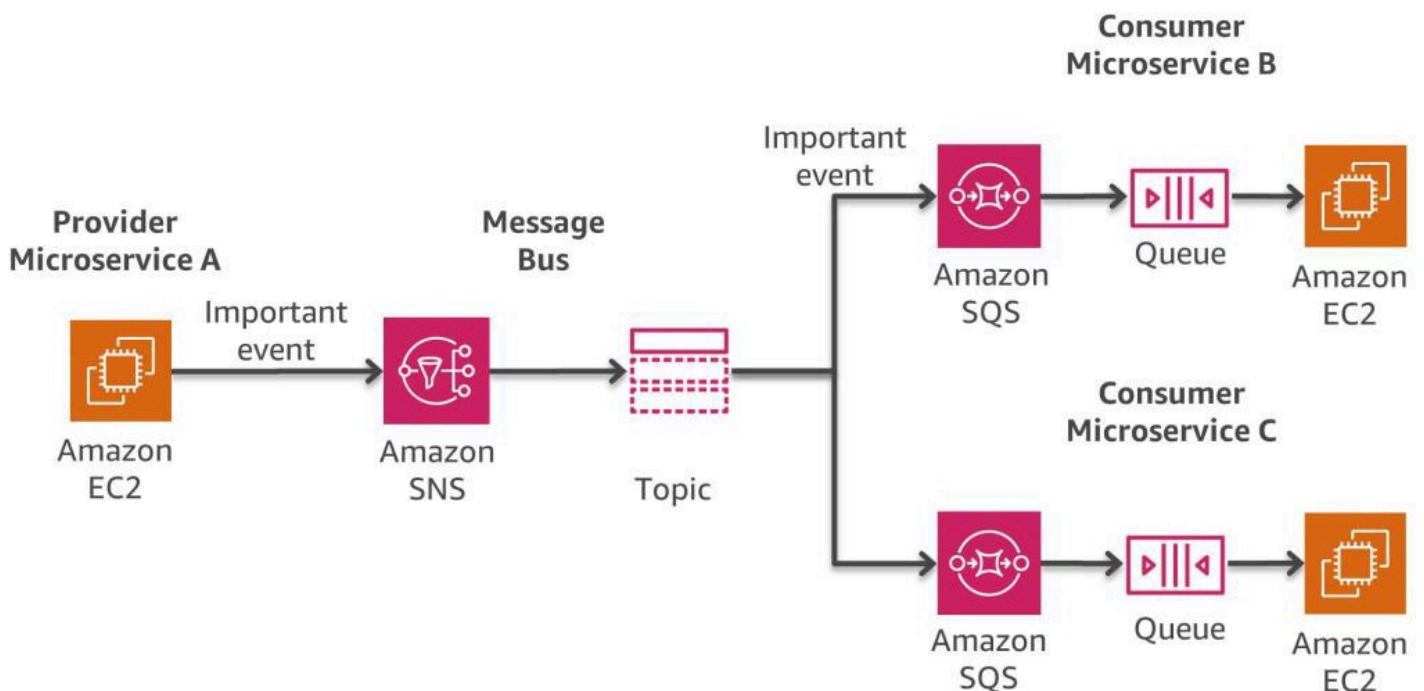 Consumer
Microservice B
Important
event
Amazon
SQS
Queue
Amazon
EC2
Provider
Microservice A
Important
event
Amazon
EC2
Message
Bus
Amazon
SNS
Topic
Consumer
Microservice C
Amazon
SQS
Queue
Amazon
EC2